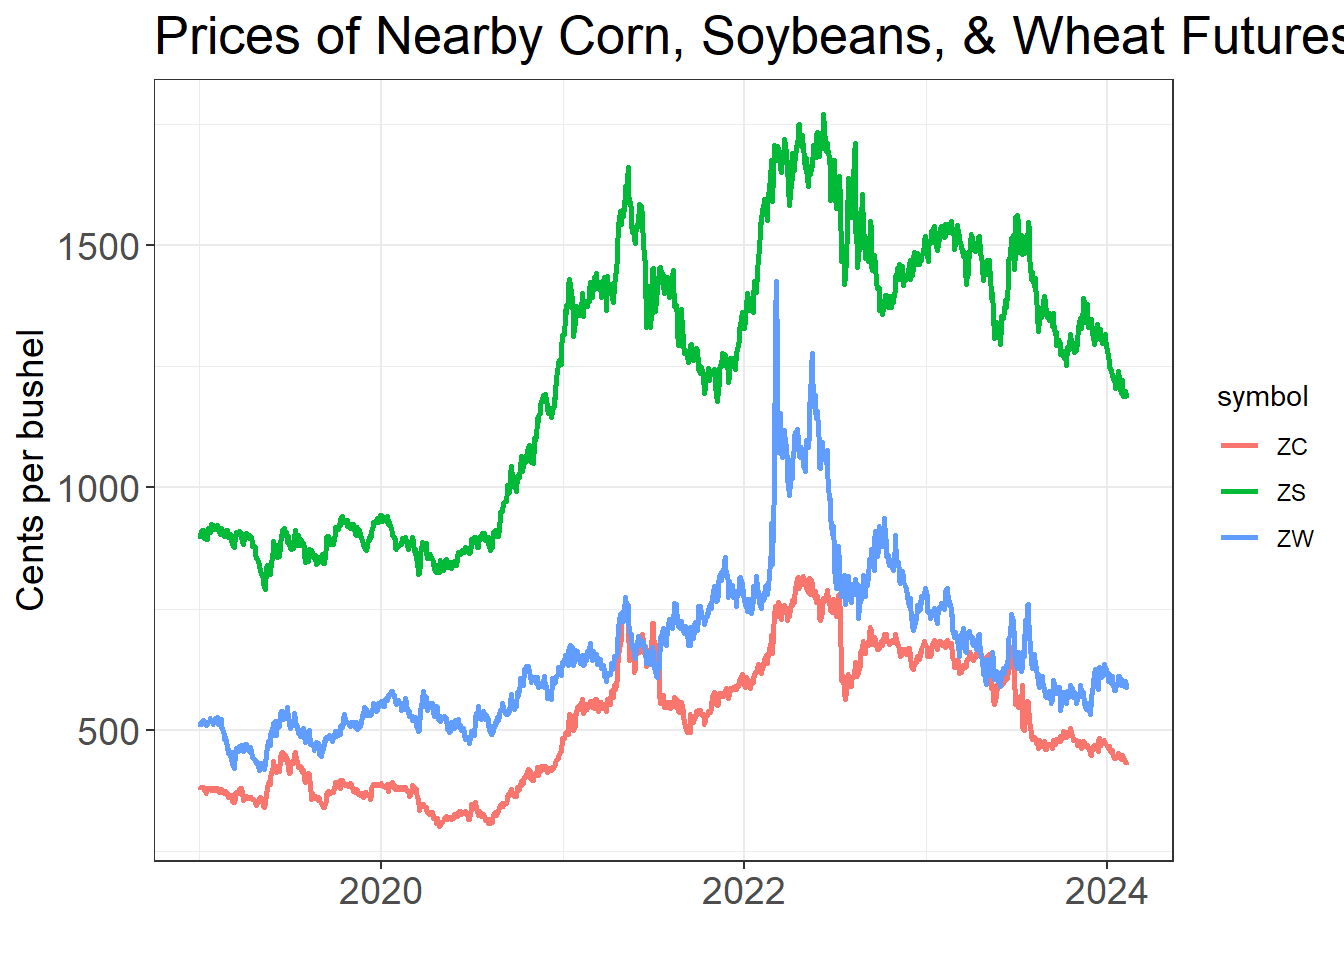 Prices of Nearby Corn, Soybeans, & Wheat Futures
Cents per bushel
1500
1000
500
2020
2022
2024
symbol
ZC
ZS
ZW